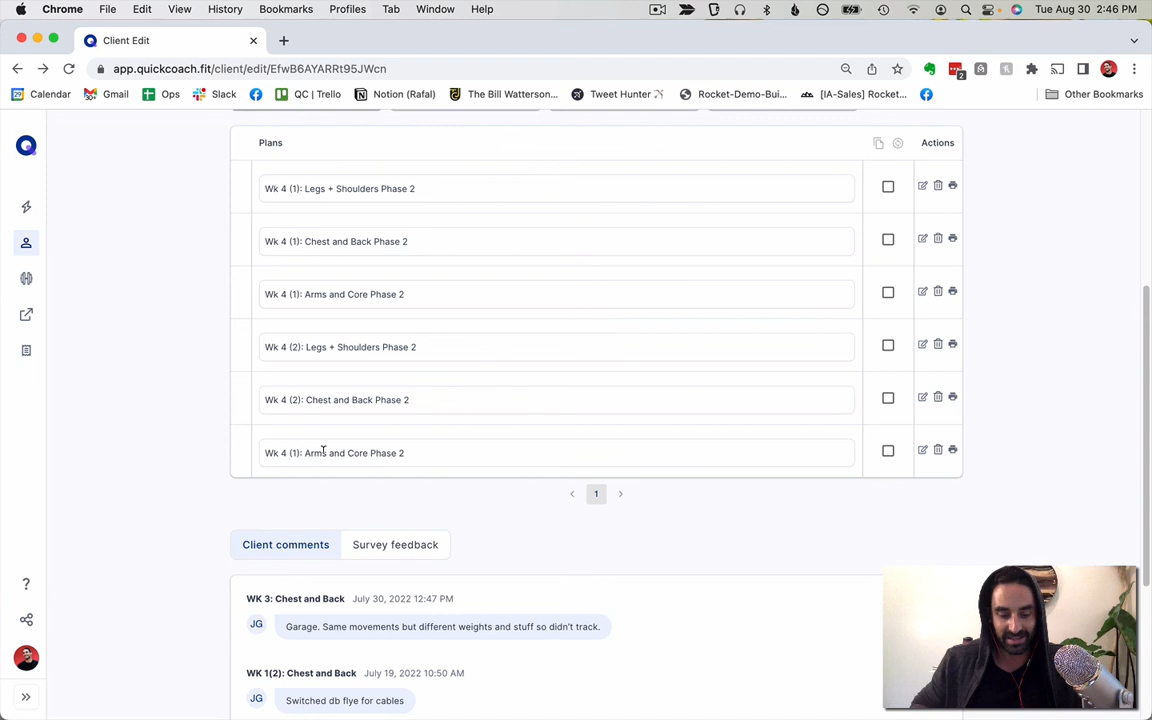 Chrome File Edit View History Bookmarks Profiles Tab Window Help Tue Aug 30 2:46 PM
Client Edit
app.quickcoach.fit/client/edit/EfwB6AYARRt95JWcn
2
Calendar Gmail Ops Slack QC | Trello Notion (Rafal) The Bill Watterson... Tweet Hunter Rocket-Demo-Bui... [IA-Sales] Rocket... Other Bookmarks
Plans Actions
Wk 4 (1): Legs + Shoulders Phase 2
Wk 4 (1): Chest and Back Phase 2
Wk 4 (1): Arms and Core Phase 2
Wk 4 (2): Legs + Shoulders Phase 2
Wk 4 (2): Chest and Back Phase 2
Wk 4 (1): Arms and Core Phase 2
1
Client comments Survey feedback
WK 3: Chest and Back July 30, 2022 12:47 PM
JG Garage. Same movements but different weights and stuff so didn't track.
WK 1(2): Chest and Back July 19, 2022 10:50 AM
JG Switched db flye for cables